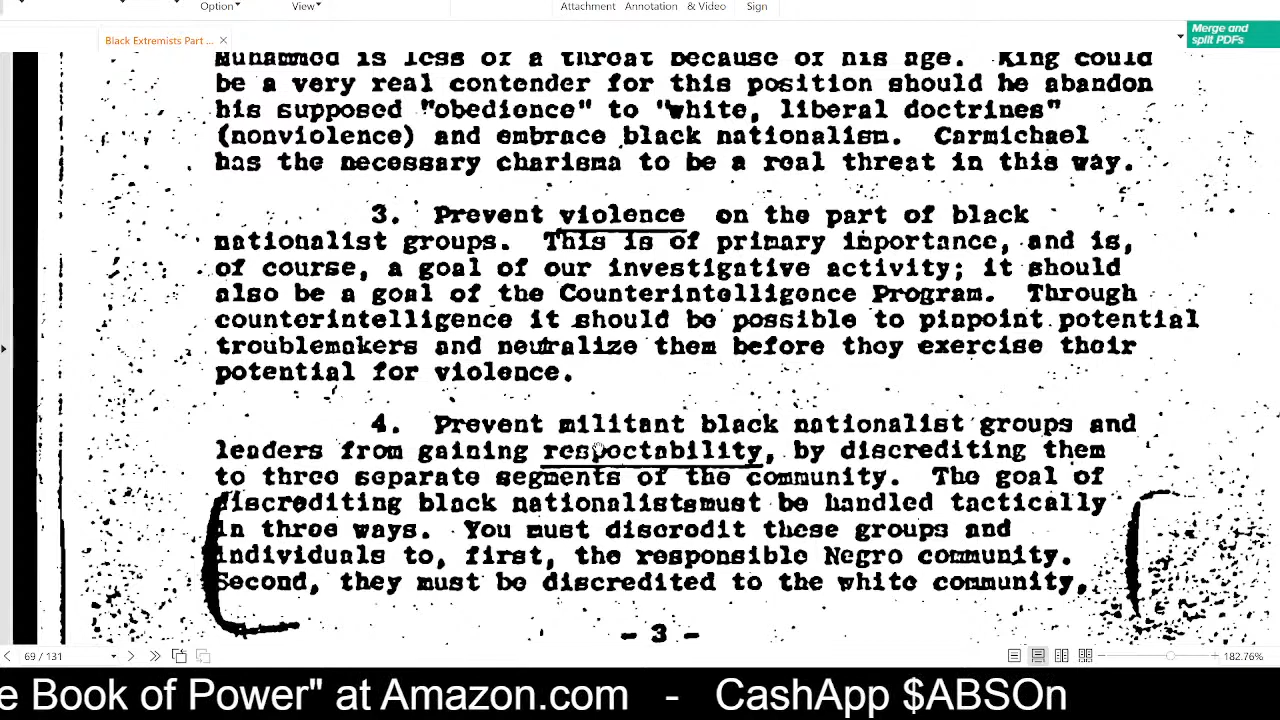 Option
View
Attachment Annotation & Video Sign
Black Extremists Part ...
Merge and
split PDFs
Muhammed is less of a threat because of his age. King could
be a very real contender for this position should he abandon
his supposed "obedience" to "white, liberal doctrines"
(nonviolence) and embrace black nationalism. Carmichael
has the necessary charisma to be a real threat in this way.
3. Prevent violence on the part of black
nationalist groups. This is of primary importance, and is,
of course, a goal of our investigative activity; it should
also be a goal of the Counterintelligence Program. Through
counterintelligence it should be possible to pinpoint potential
troublemakers and neutralize them before they exercise their
potential for violence.
4. Prevent militant black nationalist groups and
leaders from gaining respectability, by discrediting them
to three separate segments of the community. The goal of
discrediting black nationalistsmust be handled tactically
in three ways. You must discredit these groups and
individuals to, first, the responsible Negro community.
Second, they must be discredited to the white community,
- 3 -
69 / 131
182.76%
e Book of Power" at Amazon.com - CashApp $ABSOn